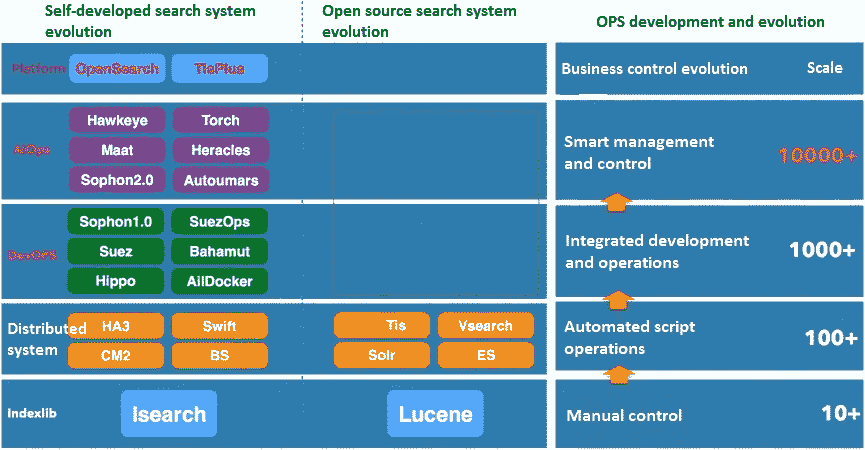 Self-developed search system
evolution
Open source search system
evolution
OPS development and evolution
Platform
OpenSearch
TisPlus
Business control evolution
Scale
AIOps
Hawkeye
Torch
Maat
Heracles
Sophon2.0
Autoumars
Smart management
and control
10000+
DevOPS
Sophon1.0
SuezOps
Suez
Bahamut
Hippo
AliDocker
Integrated development
and operations
1000+
Distributed
system
HA3
Swift
CM2
BS
Tis
Vsearch
Solr
ES
Automated script
operations
100+
Indexlib
Isearch
Lucene
Manual control
10+